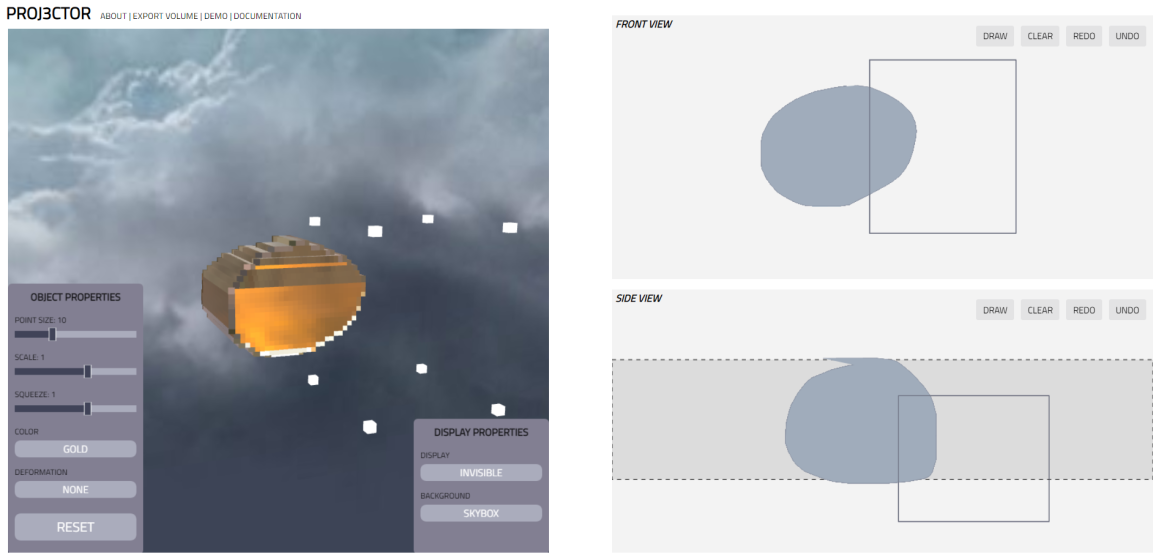 PROJ3CTOR ABOUT | EXPORT VOLUME | DEMO | DOCUMENTATION
OBJECT PROPERTIES
POINT SIZE: 10
SCALE: 1
SQUEEZE: 1
COLOR
GOLD
DEFORMATION
NONE
RESET
DISPLAY PROPERTIES
DISPLAY
INVISIBLE
BACKGROUND
SKYBOX
FRONT VIEW
DRAW CLEAR REDO UNDO
SIDE VIEW
DRAW CLEAR REDO UNDO